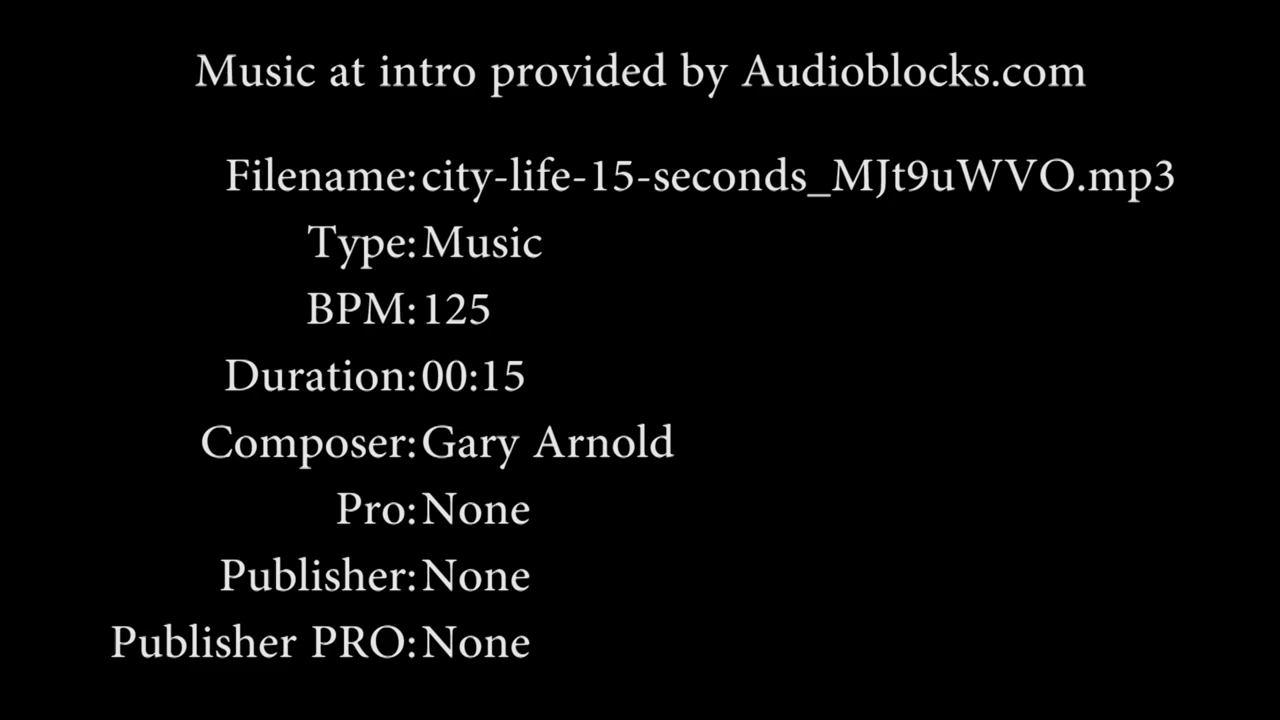 Music at intro provided by Audioblocks.com
Filename: city-life-15-seconds_MJt9uWVO.mp3
Type: Music
BPM: 125
Duration: 00:15
Composer: Gary Arnold
Pro: None
Publisher: None
Publisher PRO: None